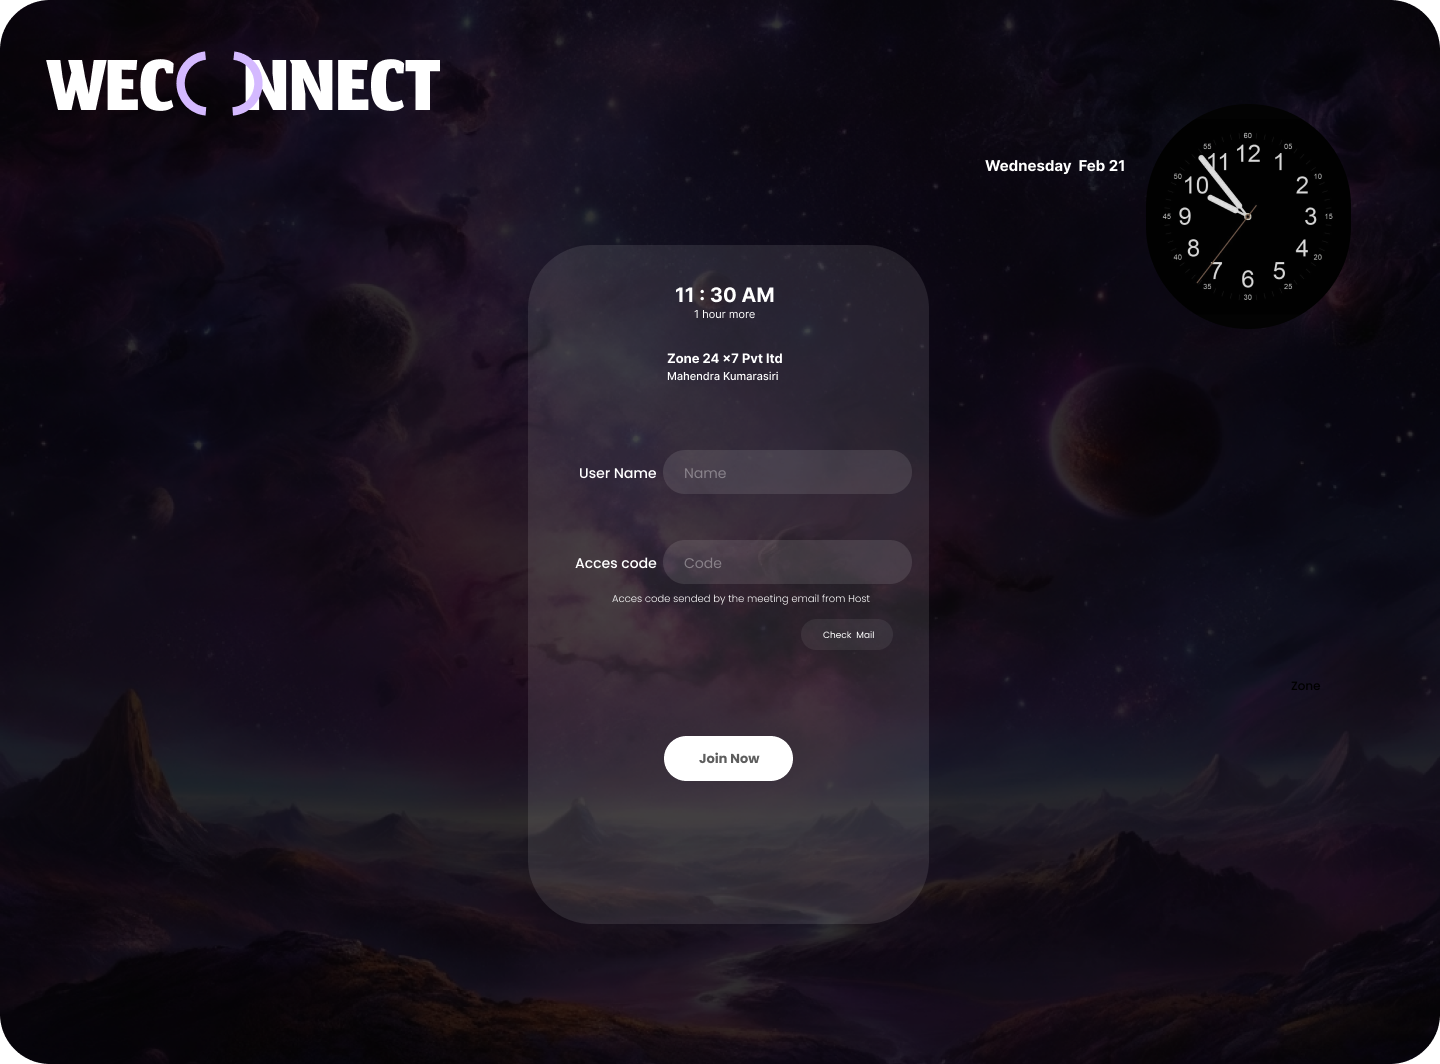 WECONNECT
Wednesday Feb 21
60
55 05
11 12 1
50 10 2 10
45 9 3 15
40 8 4 20
7 6 5
35 30 25
11 : 30 AM
1 hour more
Zone 24 ×7 Pvt ltd
Mahendra Kumarasiri
User Name Name
Acces code Code
Acces code sended by the meeting email from Host
Check Mail
Zone
Join Now